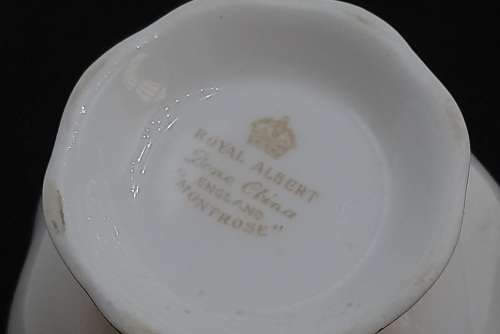 ROYAL ALBERT
Bone China
ENGLAND
"MONTROSE"